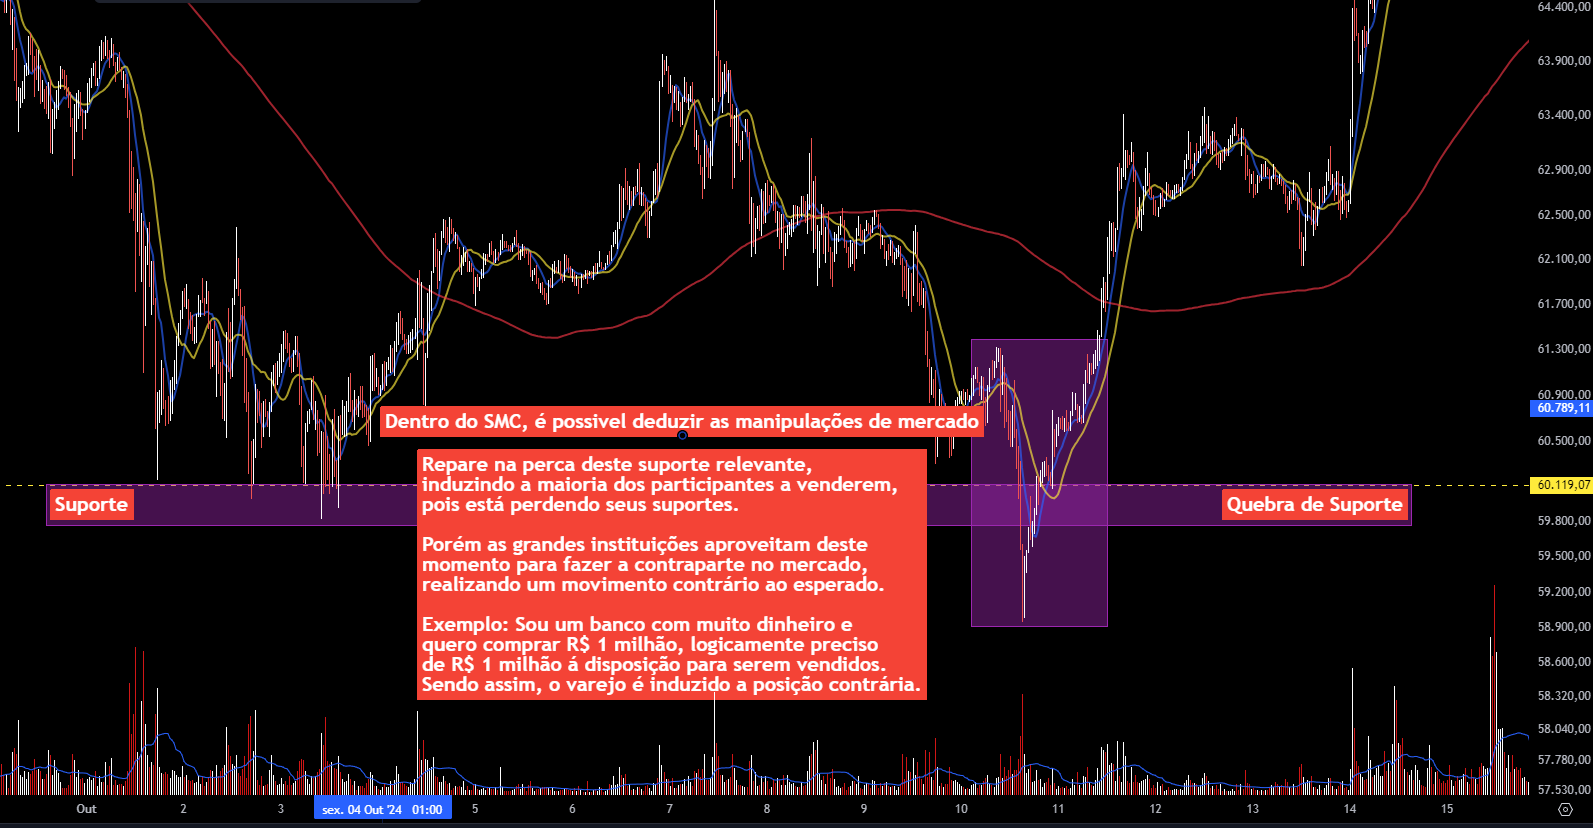 64.400,00
63.900,00
63.400,00
62.900,00
62.500,00
62.100,00
61.700,00
61.300,00
60.900,00
60.789,11
Dentro do SMC, é possivel deduzir as manipulações de mercado
60.500,00
Repare na perca deste suporte relevante,
induzindo a maioria dos participantes a venderem,
pois está perdendo seus suportes.
Porém as grandes instituições aproveitam deste
momento para fazer a contraparte no mercado,
realizando um movimento contrário ao esperado.
Exemplo: Sou um banco com muito dinheiro e
quero comprar R$ 1 milhão, logicamente preciso
de R$ 1 milhão á disposição para serem vendidos.
Sendo assim, o varejo é induzido a posição contrária.
60.119,07
Suporte
Quebra de Suporte
59.800,00
59.500,00
59.200,00
58.900,00
58.600,00
58.320,00
58.040,00
57.780,00
57.530,00
Out 2 3 sex. 04 Out '24 01:00 5 6 7 8 9 10 11 12 13 14 15